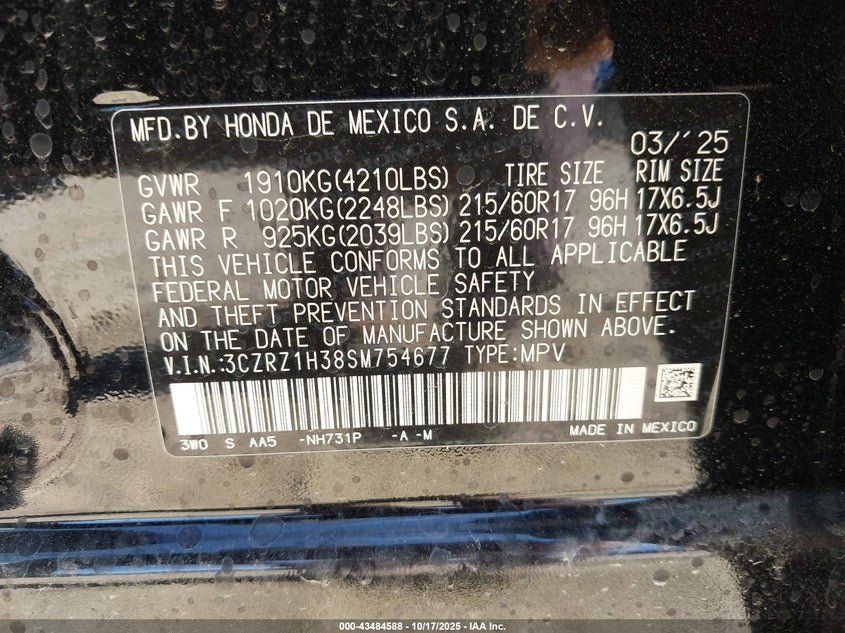 MFD.BY HONDA DE MEXICO S.A. DE C.V.
03/'25
GVWR 1910KG(4210LBS) TIRE SIZE RIM SIZE
GAWR F 1020KG(2248LBS) 215/60R17 96H 17X6.5J
GAWR R 925KG(2039LBS) 215/60R17 96H 17X6.5J
THIS VEHICLE CONFORMS TO ALL APPLICABLE
FEDERAL MOTOR VEHICLE SAFETY
AND THEFT PREVENTION STANDARDS IN EFFECT
ON THE DATE OF MANUFACTURE SHOWN ABOVE.
V.I.N.:3CZRZ1H38SM754677 TYPE:MPV
3W0 S AA5 -NH731P -A -M MADE IN MEXICO
000-43484588 - 10/17/2025 - IAA Inc.